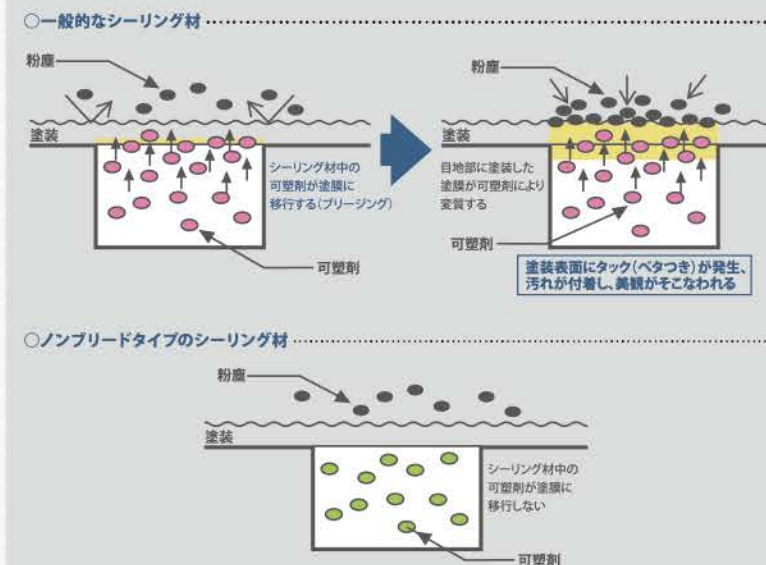 ○一般的なシーリング材
粉塵
塗装
シーリング材中の
可塑剤が塗膜に
移行する(ブリージング)
可塑剤
粉塵
塗装
目地部に塗装した
塗膜が可塑剤により
変質する
可塑剤
塗装表面にタック(ベタつき)が発生、
汚れが付着し、美観がそこなわれる
○ノンブリードタイプのシーリング材
粉塵
塗装
シーリング材中の
可塑剤が塗膜に
移行しない
可塑剤